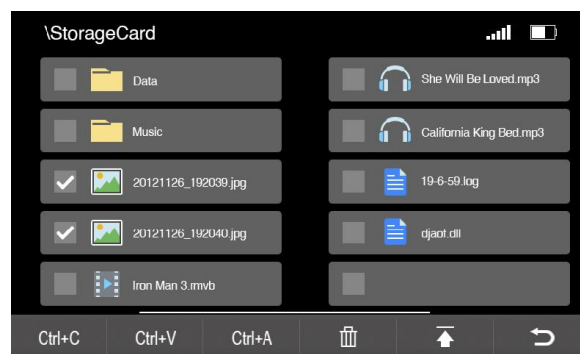 \StorageCard
Data
Music
20121126_192039.jpg
20121126_192040.jpg
Iron Man 3.rmvb
She Will Be Loved.mp3
California King Bed.mp3
19-6-59.log
djaof.dll
Ctrl+C Ctrl+V Ctrl+A